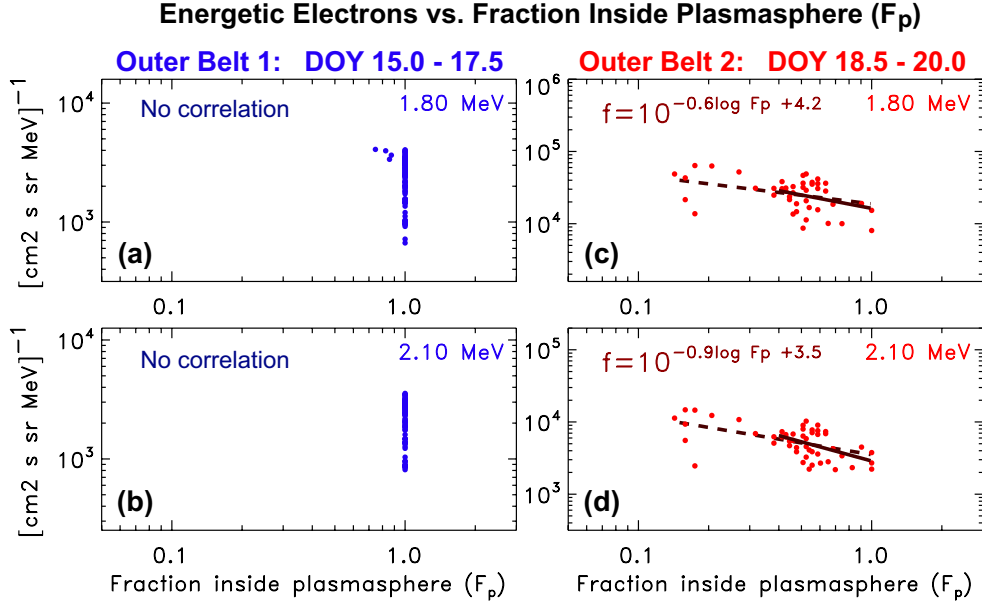 Energetic Electrons vs. Fraction Inside Plasmasphere (Fp)
Outer Belt 1: DOY 15.0 - 17.5
Outer Belt 2: DOY 18.5 - 20.0
[cm2 s sr MeV]−1
10^4
10^3
No correlation
1.80 MeV
(a)
0.1
1.0
10^6
10^5
10^4
f=10^−0.6log Fp +4.2
1.80 MeV
(c)
0.1
1.0
[cm2 s sr MeV]−1
10^4
10^3
No correlation
2.10 MeV
(b)
0.1
1.0
Fraction inside plasmasphere (Fp)
10^5
10^4
10^3
f=10^−0.9log Fp +3.5
2.10 MeV
(d)
0.1
1.0
Fraction inside plasmasphere (Fp)